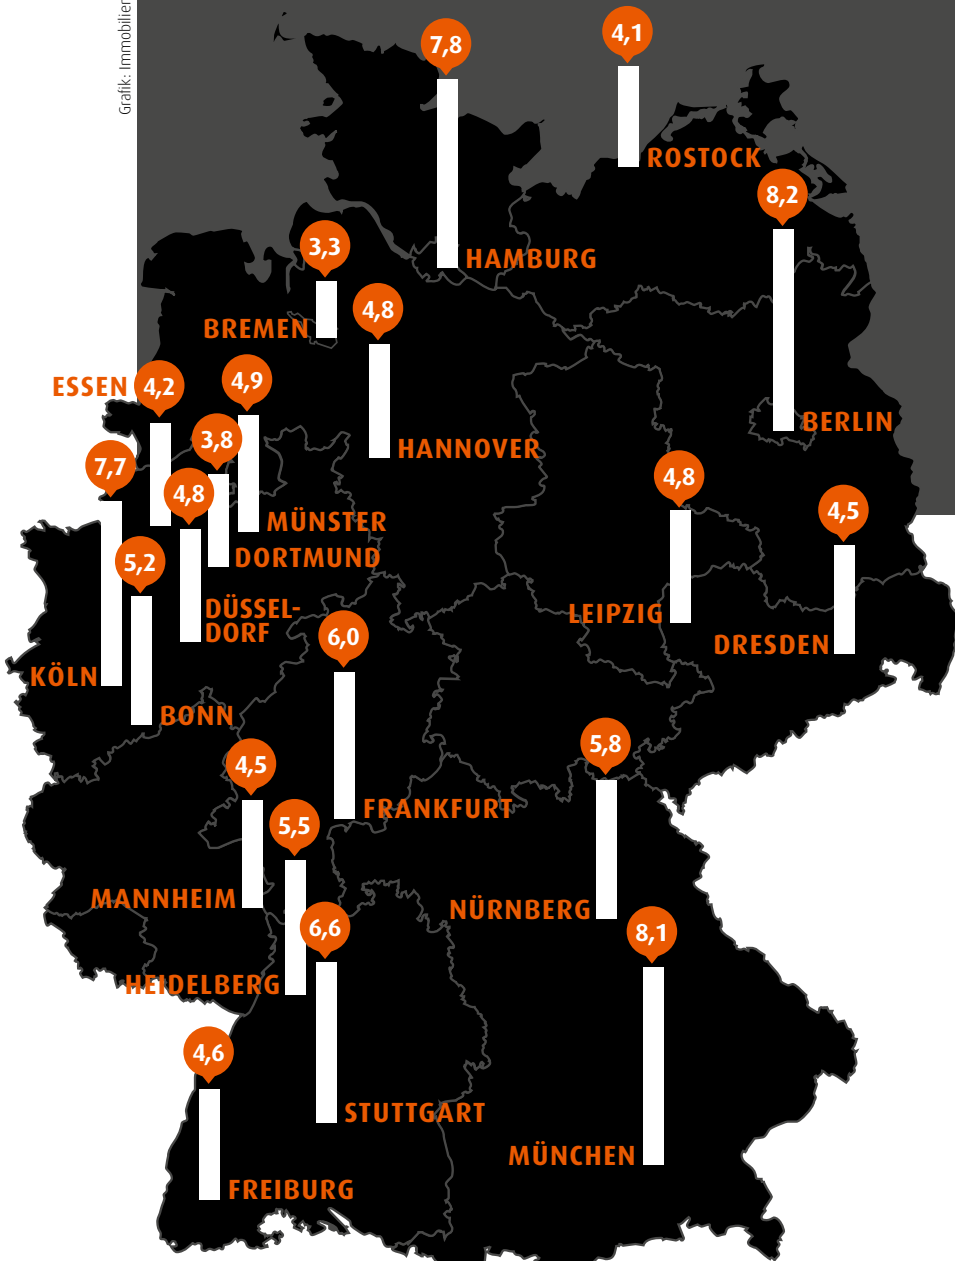 Grafik: Immobilien
7,8
HAMBURG
4,1
ROSTOCK
8,2
BERLIN
3,3
BREMEN
4,8
HANNOVER
ESSEN
4,2
4,9
MÜNSTER
3,8
DORTMUND
7,7
KÖLN
4,8
DÜSSEL-
DORF
5,2
BONN
4,8
LEIPZIG
4,5
DRESDEN
6,0
FRANKFURT
5,8
NÜRNBERG
4,5
MANNHEIM
5,5
HEIDELBERG
6,6
STUTTGART
8,1
MÜNCHEN
4,6
FREIBURG